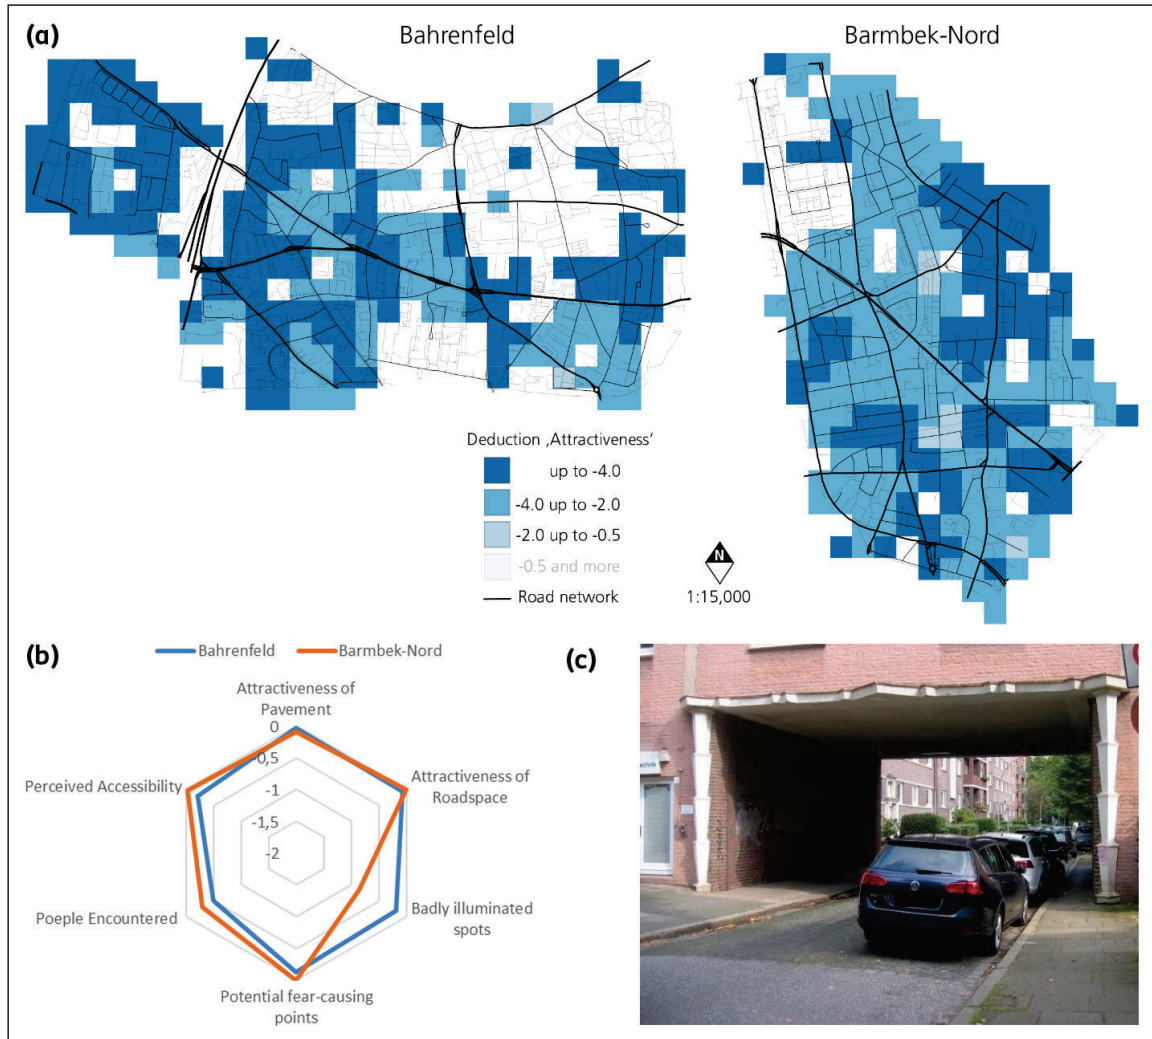 (a)
Bahrenfeld
Barmbek-Nord
Deduction ‚Attractiveness‘
up to -4.0
-4.0 up to -2.0
-2.0 up to -0.5
-0.5 and more
Road network
N
1:15,000
(b)
Bahrenfeld
Barmbek-Nord
(c)
Attractiveness of
Pavement
0
-0,5
-1
-1,5
-2
Perceived Accessibility
Attractiveness of
Roadspace
Poeple Encountered
Badly illuminated
spots
Potential fear-causing
points